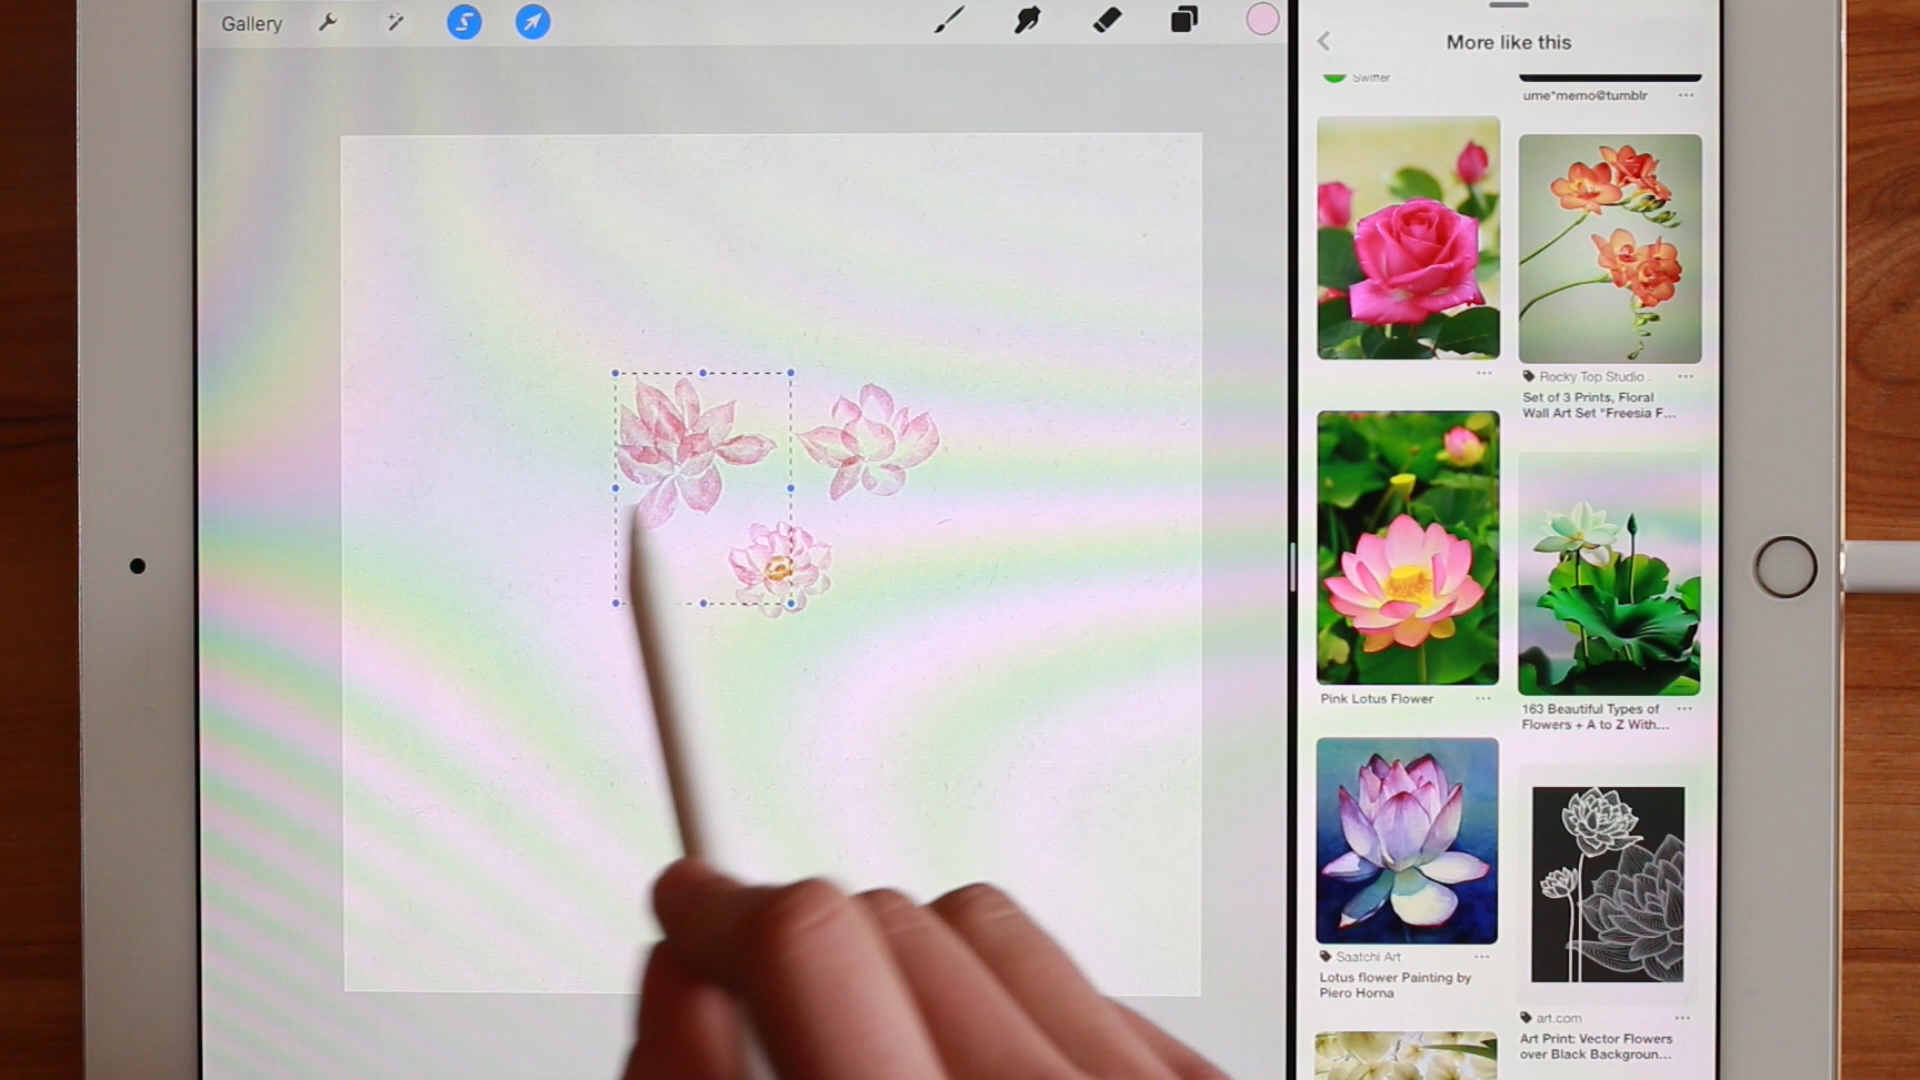 Gallery
More like this
Swiffer
ume*memo@tumblr
Rocky Top Studio .
Set of 3 Prints, Floral
Wall Art Set "Freesia F...
Pink Lotus Flower
163 Beautiful Types of
Flowers + A to Z With...
Saatchi Art
Lotus flower Painting by
Piero Horna
art.com
Art Print: Vector Flowers
over Black Backgroun...